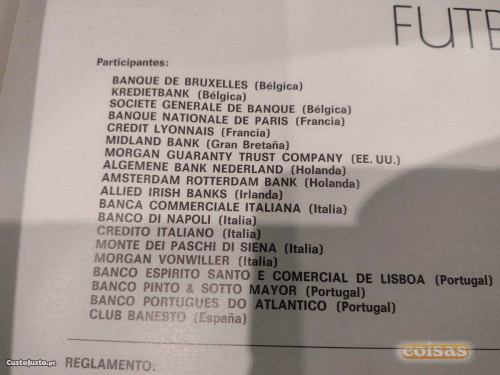 FUTB
Participantes:
BANQUE DE BRUXELLES (Bélgica)
KREDIETBANK (Bélgica)
SOCIETE GENERALE DE BANQUE (Bélgica)
BANQUE NATIONALE DE PARIS (Francia)
CREDIT LYONNAIS (Francia)
MIDLAND BANK (Gran Bretaña)
MORGAN GUARANTY TRUST COMPANY (EE. UU.)
ALGEMENE BANK NEDERLAND (Holanda)
AMSTERDAM ROTTERDAM BANK (Holanda)
ALLIED IRISH BANKS (Irlanda)
BANCA COMMERCIALE ITALIANA (Italia)
BANCO DI NAPOLI (Italia)
CREDITO ITALIANO (Italia)
MONTE DEI PASCHI DI SIENA (Italia)
MORGAN VONWILLER (Italia)
BANCO ESPIRITO SANTO E COMERCIAL DE LISBOA (Portugal)
BANCO PINTO & SOTTO MAYOR (Portugal)
BANCO PORTUGUES DO ATLANTICO (Portugal)
CLUB BANESTO (España)
REGLAMENTO:
CustoJusto.pt
coisas